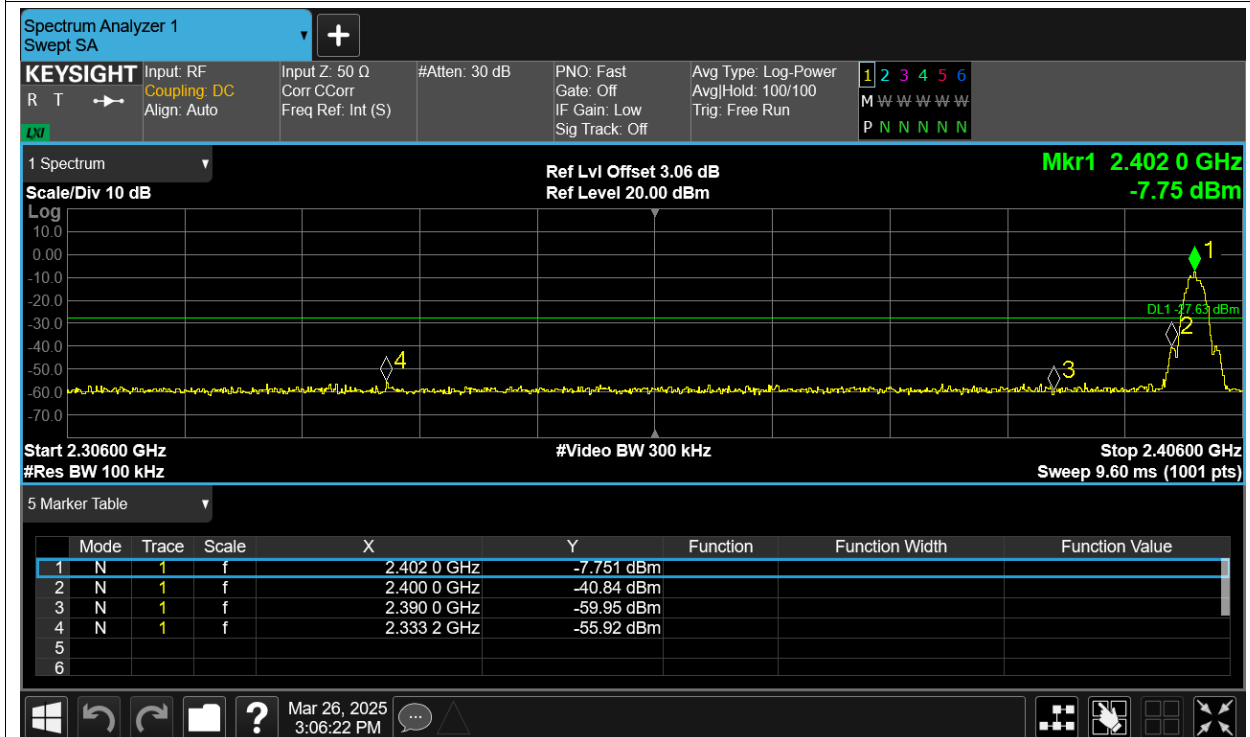 Spectrum Analyzer 1
Swept SA
+
KEYSIGHT
R T
LXI
Input: RF
Coupling: DC
Align: Auto
Input Z: 50 Ω
Corr CCorr
Freq Ref: Int (S)
#Atten: 30 dB
PNO: Fast
Gate: Off
IF Gain: Low
Sig Track: Off
Avg Type: Log-Power
Avg|Hold: 100/100
Trig: Free Run
1 2 3 4 5 6
M W W W W W
P N N N N N
1 Spectrum
Scale/Div 10 dB
Ref Lvl Offset 3.06 dB
Ref Level 20.00 dBm
Mkr1 2.402 0 GHz
-7.75 dBm
Log
10.0
0.00
-10.0
-20.0
-30.0
-40.0
-50.0
-60.0
-70.0
1
DL1 -27.63 dBm
2
4
3
Start 2.30600 GHz
#Res BW 100 kHz
#Video BW 300 kHz
Stop 2.40600 GHz
Sweep 9.60 ms (1001 pts)
5 Marker Table
Mode Trace Scale X Y Function Function Width Function Value
1 N 1 f 2.402 0 GHz -7.751 dBm
2 N 1 f 2.400 0 GHz -40.84 dBm
3 N 1 f 2.390 0 GHz -59.95 dBm
4 N 1 f 2.333 2 GHz -55.92 dBm
5
6
?
Mar 26, 2025
3:06:22 PM